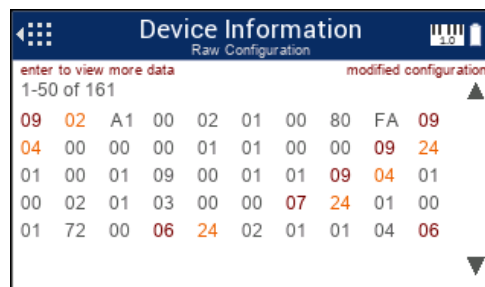 Device Information
Raw Configuration
1.0
enter to view more data modified configuration
1-50 of 161
09 02 A1 00 02 01 00 80 FA 09
04 00 00 00 01 01 00 00 09 24
01 00 01 09 00 01 01 09 04 01
00 02 01 03 00 00 07 24 01 00
01 72 00 06 24 02 01 01 04 06